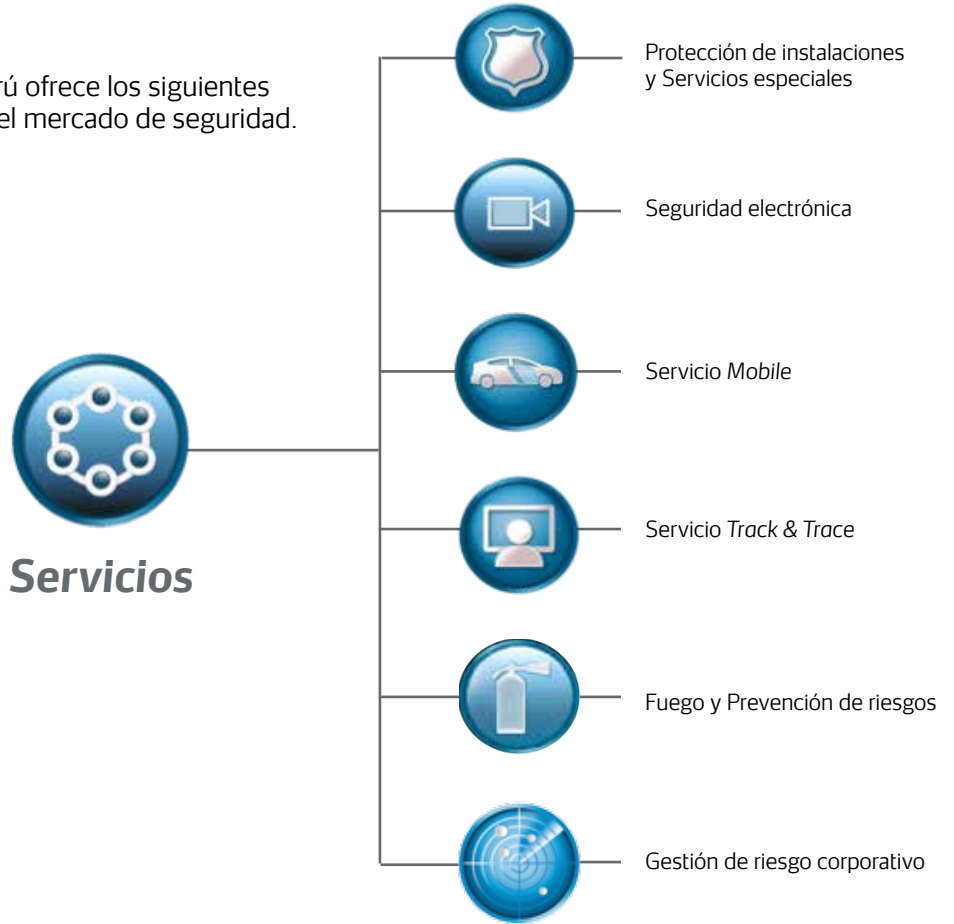 rú ofrece los siguientes
el mercado de seguridad.
Protección de instalaciones
y Servicios especiales
Seguridad electrónica
Servicio Mobile
Servicio Track & Trace
Servicios
Fuego y Prevención de riesgos
Gestión de riesgo corporativo